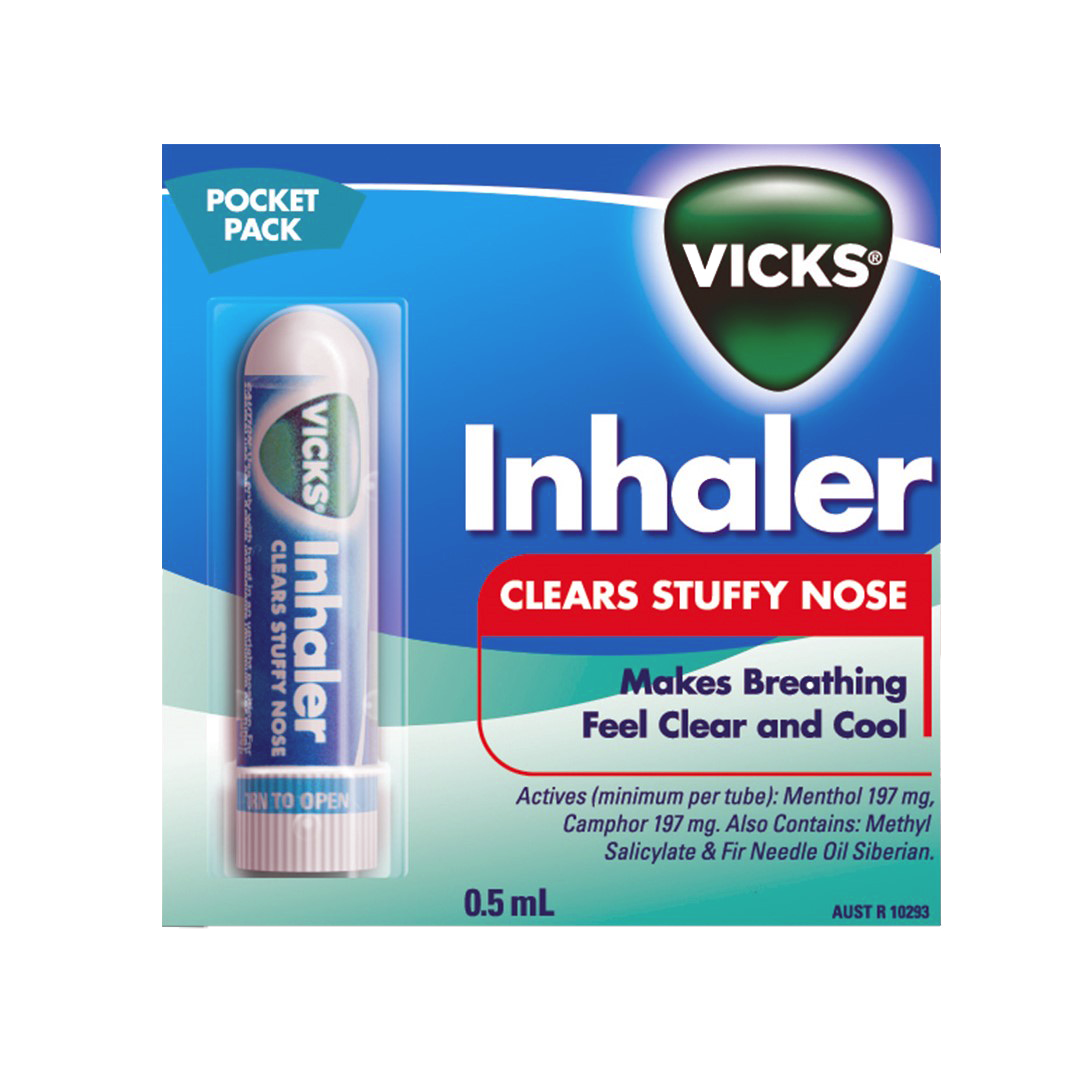 POCKET
PACK
VICKS®
Inhaler
CLEARS STUFFY NOSE
Makes Breathing
Feel Clear and Cool
Actives (minimum per tube): Menthol 197 mg,
Camphor 197 mg. Also Contains: Methyl
Salicylate & Fir Needle Oil Siberian.
0.5 mL
AUST R 10293
VICKS®
Inhaler
CLEARS STUFFY NOSE
TO OPEN